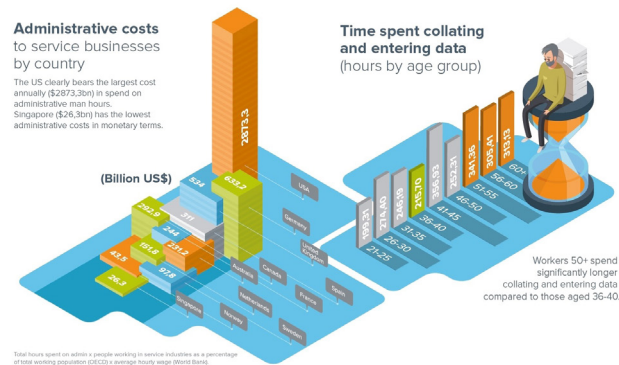 Administrative costs
to service businesses
by country
The US clearly bears the largest cost
annually ($2873,3bn) in spend on
administrative man hours.
Singapore ($26,3bn) has the lowest
administrative costs in monetary terms.
(Billion US$)
2873,3
534
633,2
292,9
311
244
151,8
231,2
43,5
97,8
26,3
USA
Germany
United
Kingdom
Australia
Canada
France
Spain
Singapore
Norway
Netherlands
Sweden
Total hours spent on admin x people working in service industries as a percentage
of total working population (OECD) x average hourly wage (World Bank).
Time spent collating
and entering data
(hours by age group)
199,31
274,40
246,19
215,70
356,93
252,31
341,36
305,41
313,13
21-25
26-30
31-35
36-40
41-45
46-50
51-55
56-60
60+
Workers 50+ spend
significantly longer
collating and entering data
compared to those aged 36-40.